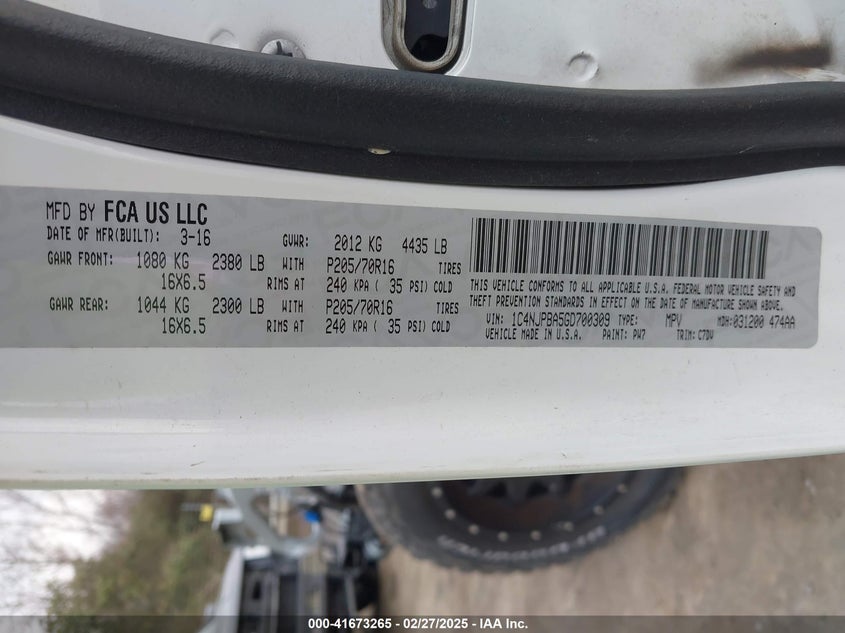 MFD BY FCA US LLC
DATE OF MFR(BUILT): 3-16 GVWR: 2012 KG 4435 LB
GAWR FRONT: 1080 KG 2380 LB WITH P205/70R16 TIRES
16X6.5 RIMS AT 240 KPA ( 35 PSI) COLD
GAWR REAR: 1044 KG 2300 LB WITH P205/70R16 TIRES
16X6.5 RIMS AT 240 KPA ( 35 PSI) COLD
THIS VEHICLE CONFORMS TO ALL APPLICABLE U.S.A. FEDERAL MOTOR VEHICLE SAFETY AND
THEFT PREVENTION STANDARDS IN EFFECT ON THE DATE OF MANUFACTURE SHOWN ABOVE.
VIN: 1C4NJPBA5GD700309 TYPE: MPV MDH:031200 474AA
VEHICLE MADE IN U.S.A. PAINT: PW7 TRIM: C7DV
000-41673265 - 02/27/2025 - IAA Inc.